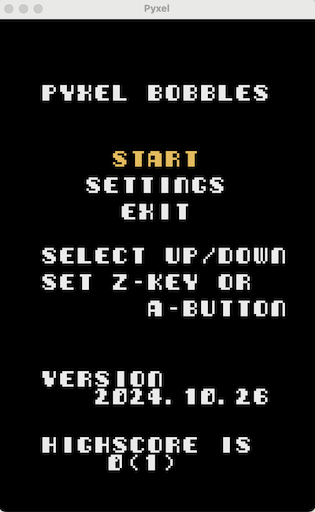 Pyxel
PYXEL BOBBLES
START
SETTINGS
EXIT
SELECT UP/DOWN
SET Z-KEY OR
A-BUTTON
VERSION
2024.10.26
HIGHSCORE IS
0(1)